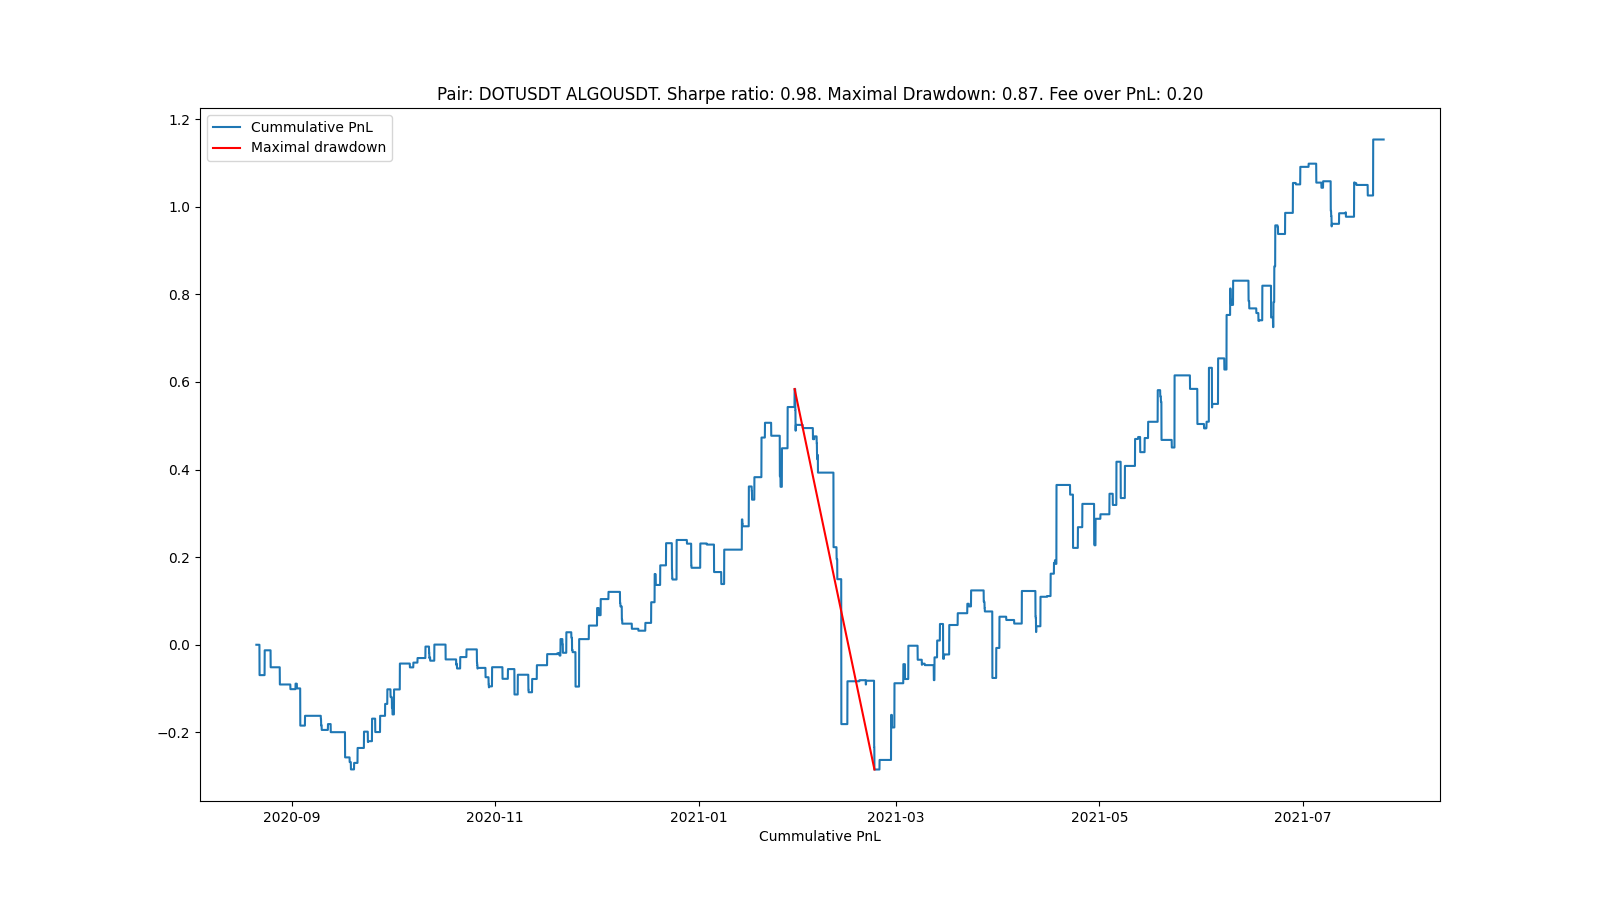 Pair: DOTUSDT ALGOUSDT. Sharpe ratio: 0.98. Maximal Drawdown: 0.87. Fee over PnL: 0.20
Cummulative PnL
Maximal drawdown
1.2
1.0
0.8
0.6
0.4
0.2
0.0
−0.2
2020-09 2020-11 2021-01 2021-03 2021-05 2021-07
Cummulative PnL